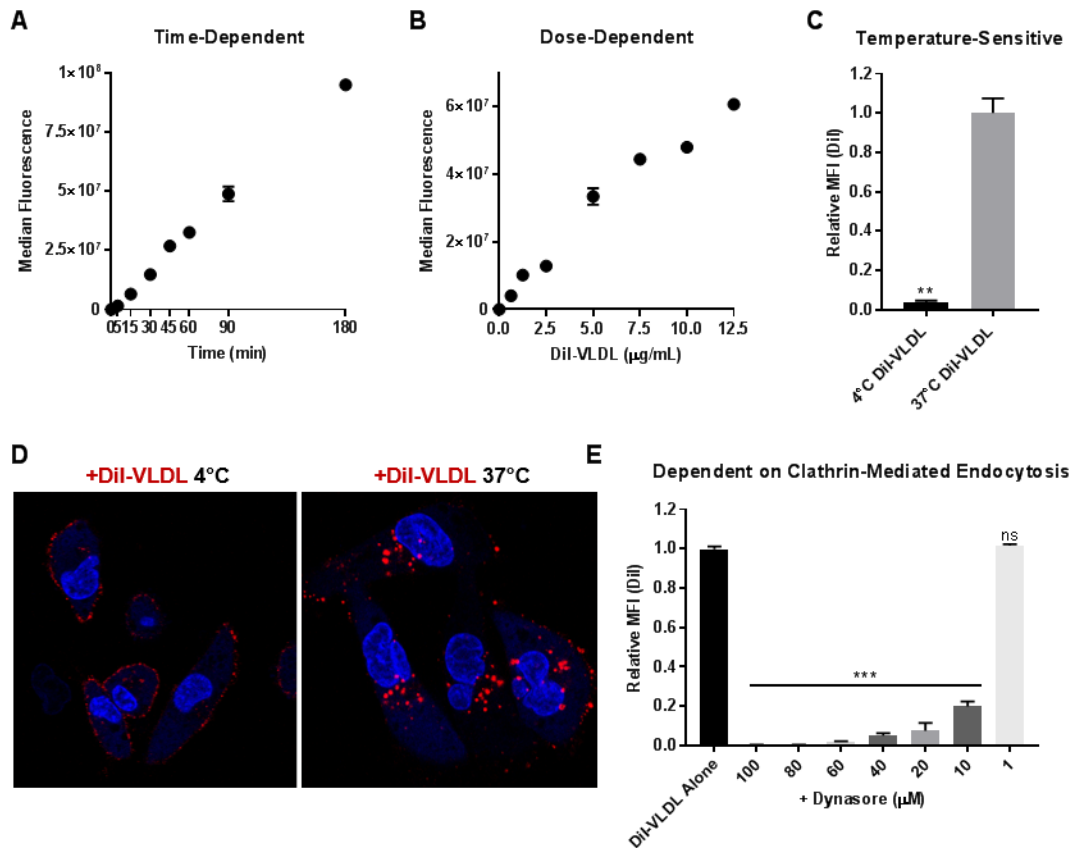 A
Time-Dependent
Median Fluorescence
1×10⁸
7.5×10⁷
5×10⁷
2.5×10⁷
0
0 5 15 30 45 60 90 180
Time (min)
B
Dose-Dependent
Median Fluorescence
6×10⁷
4×10⁷
2×10⁷
0
0.0 2.5 5.0 7.5 10.0 12.5
DiI-VLDL (μg/mL)
C
Temperature-Sensitive
Relative MFI (DiI)
1.2
1.0
0.8
0.6
0.4
0.2
0.0
**
4°C DiI-VLDL
37°C DiI-VLDL
D
+DiI-VLDL 4°C
+DiI-VLDL 37°C
E
Dependent on Clathrin-Mediated Endocytosis
Relative MFI (DiI)
1.2
1.0
0.8
0.6
0.4
0.2
0.0
***
ns
DiI-VLDL Alone
100
80
60
40
20
10
1
+ Dynasore (μM)